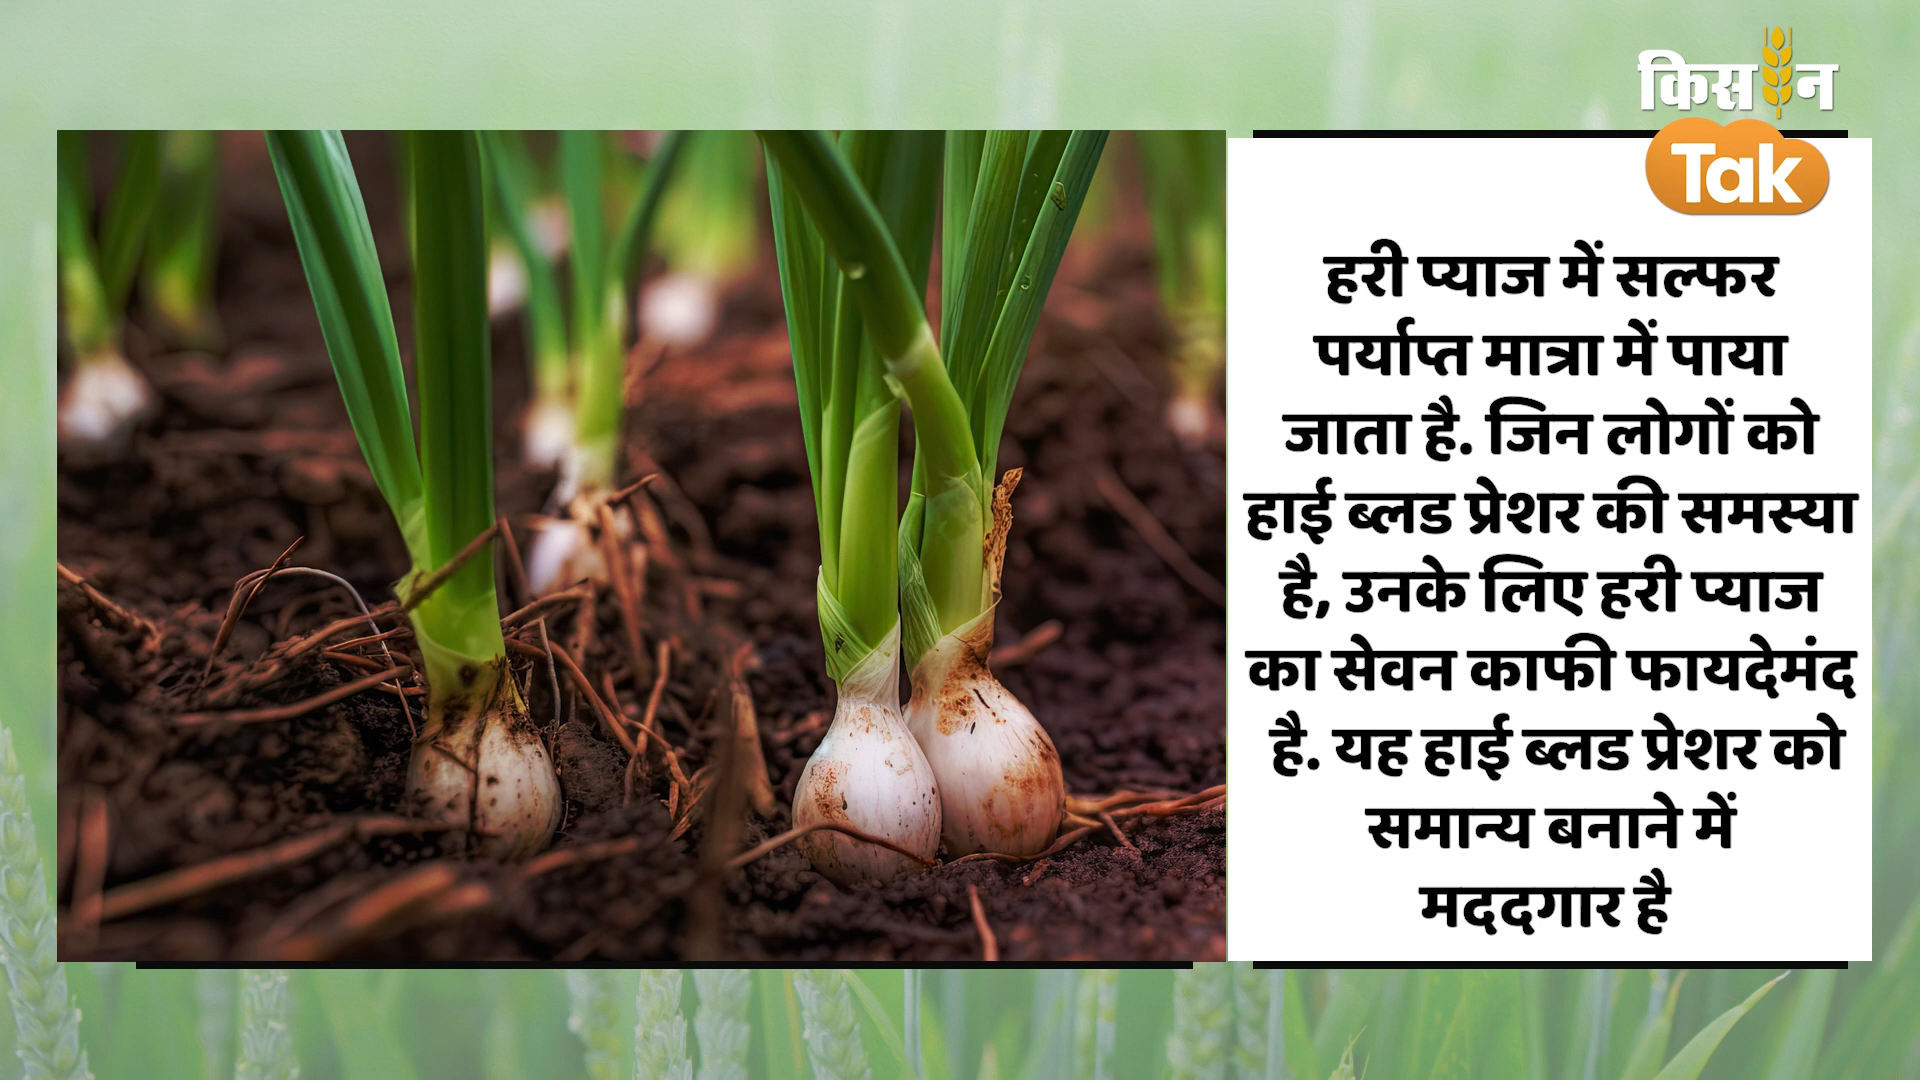 किसान
Tak
हरी प्याज में सल्फर
पर्याप्त मात्रा में पाया
जाता है. जिन लोगों को
हाई ब्लड प्रेशर की समस्या
है, उनके लिए हरी प्याज
का सेवन काफी फायदेमंद
है. यह हाई ब्लड प्रेशर को
समान्य बनाने में
मददगार है